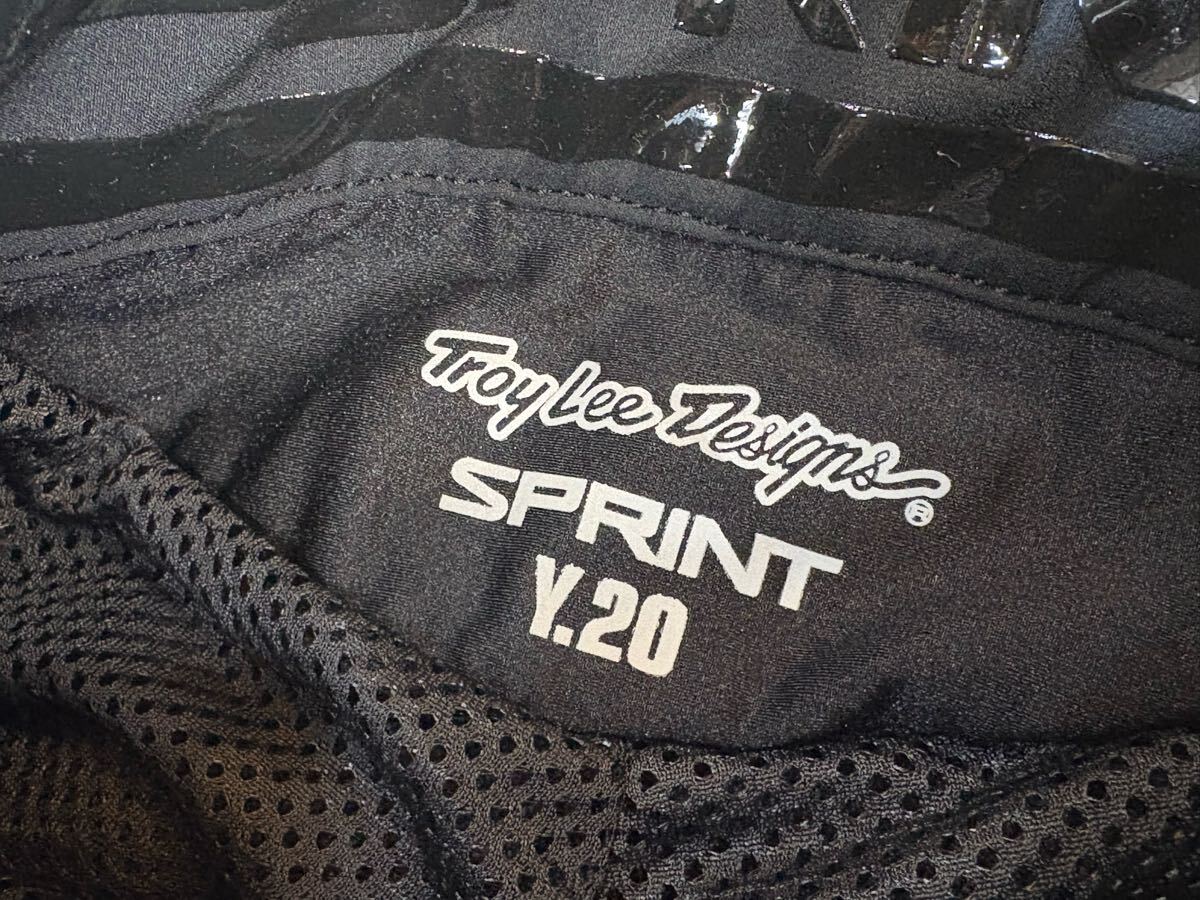 Troy Lee Designs®
SPRINT
Y.20